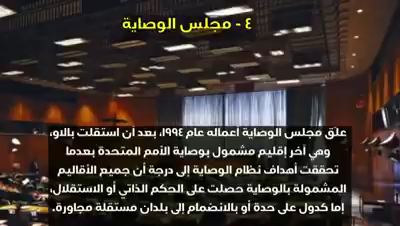 ٤ - مجلس الوصاية
علق مجلس الوصاية اعماله عام ١٩٩٤، بعد أن استقلت بالاو،
وهي آخر إقليم مشمول بوصاية الأمم المتحدة بعدما
تحققت أهداف نظام الوصاية إلى درجة أن جميع الأقاليم
المشمولة بالوصاية حصلت على الحكم الذاتي أو الاستقلال،
إما كدول على حدة أو بالانضمام إلى بلدان مستقلة مجاورة.